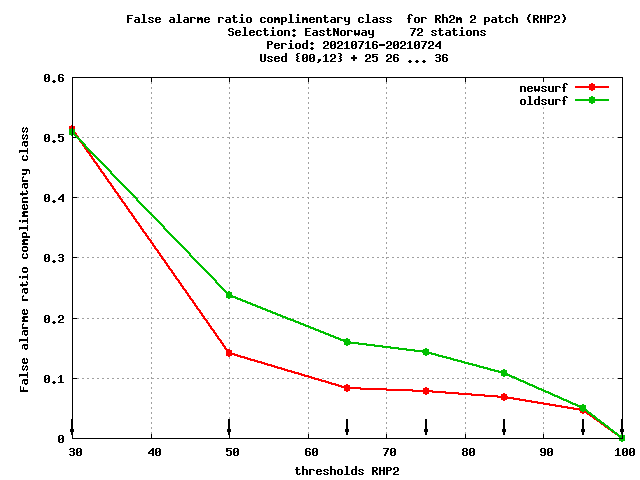 False alarme ratio complimentary class  for Rh2m 2 patch (RHP2)
Selection: EastNorway     72 stations
Period: 20210716-20210724
Used {00,12} + 25 26 ... 36
0.6
0.5
0.4
0.3
0.2
0.1
0
False alarme ratio complimentary class
newsurf
oldsurf
30 40 50 60 70 80 90 100
thresholds RHP2